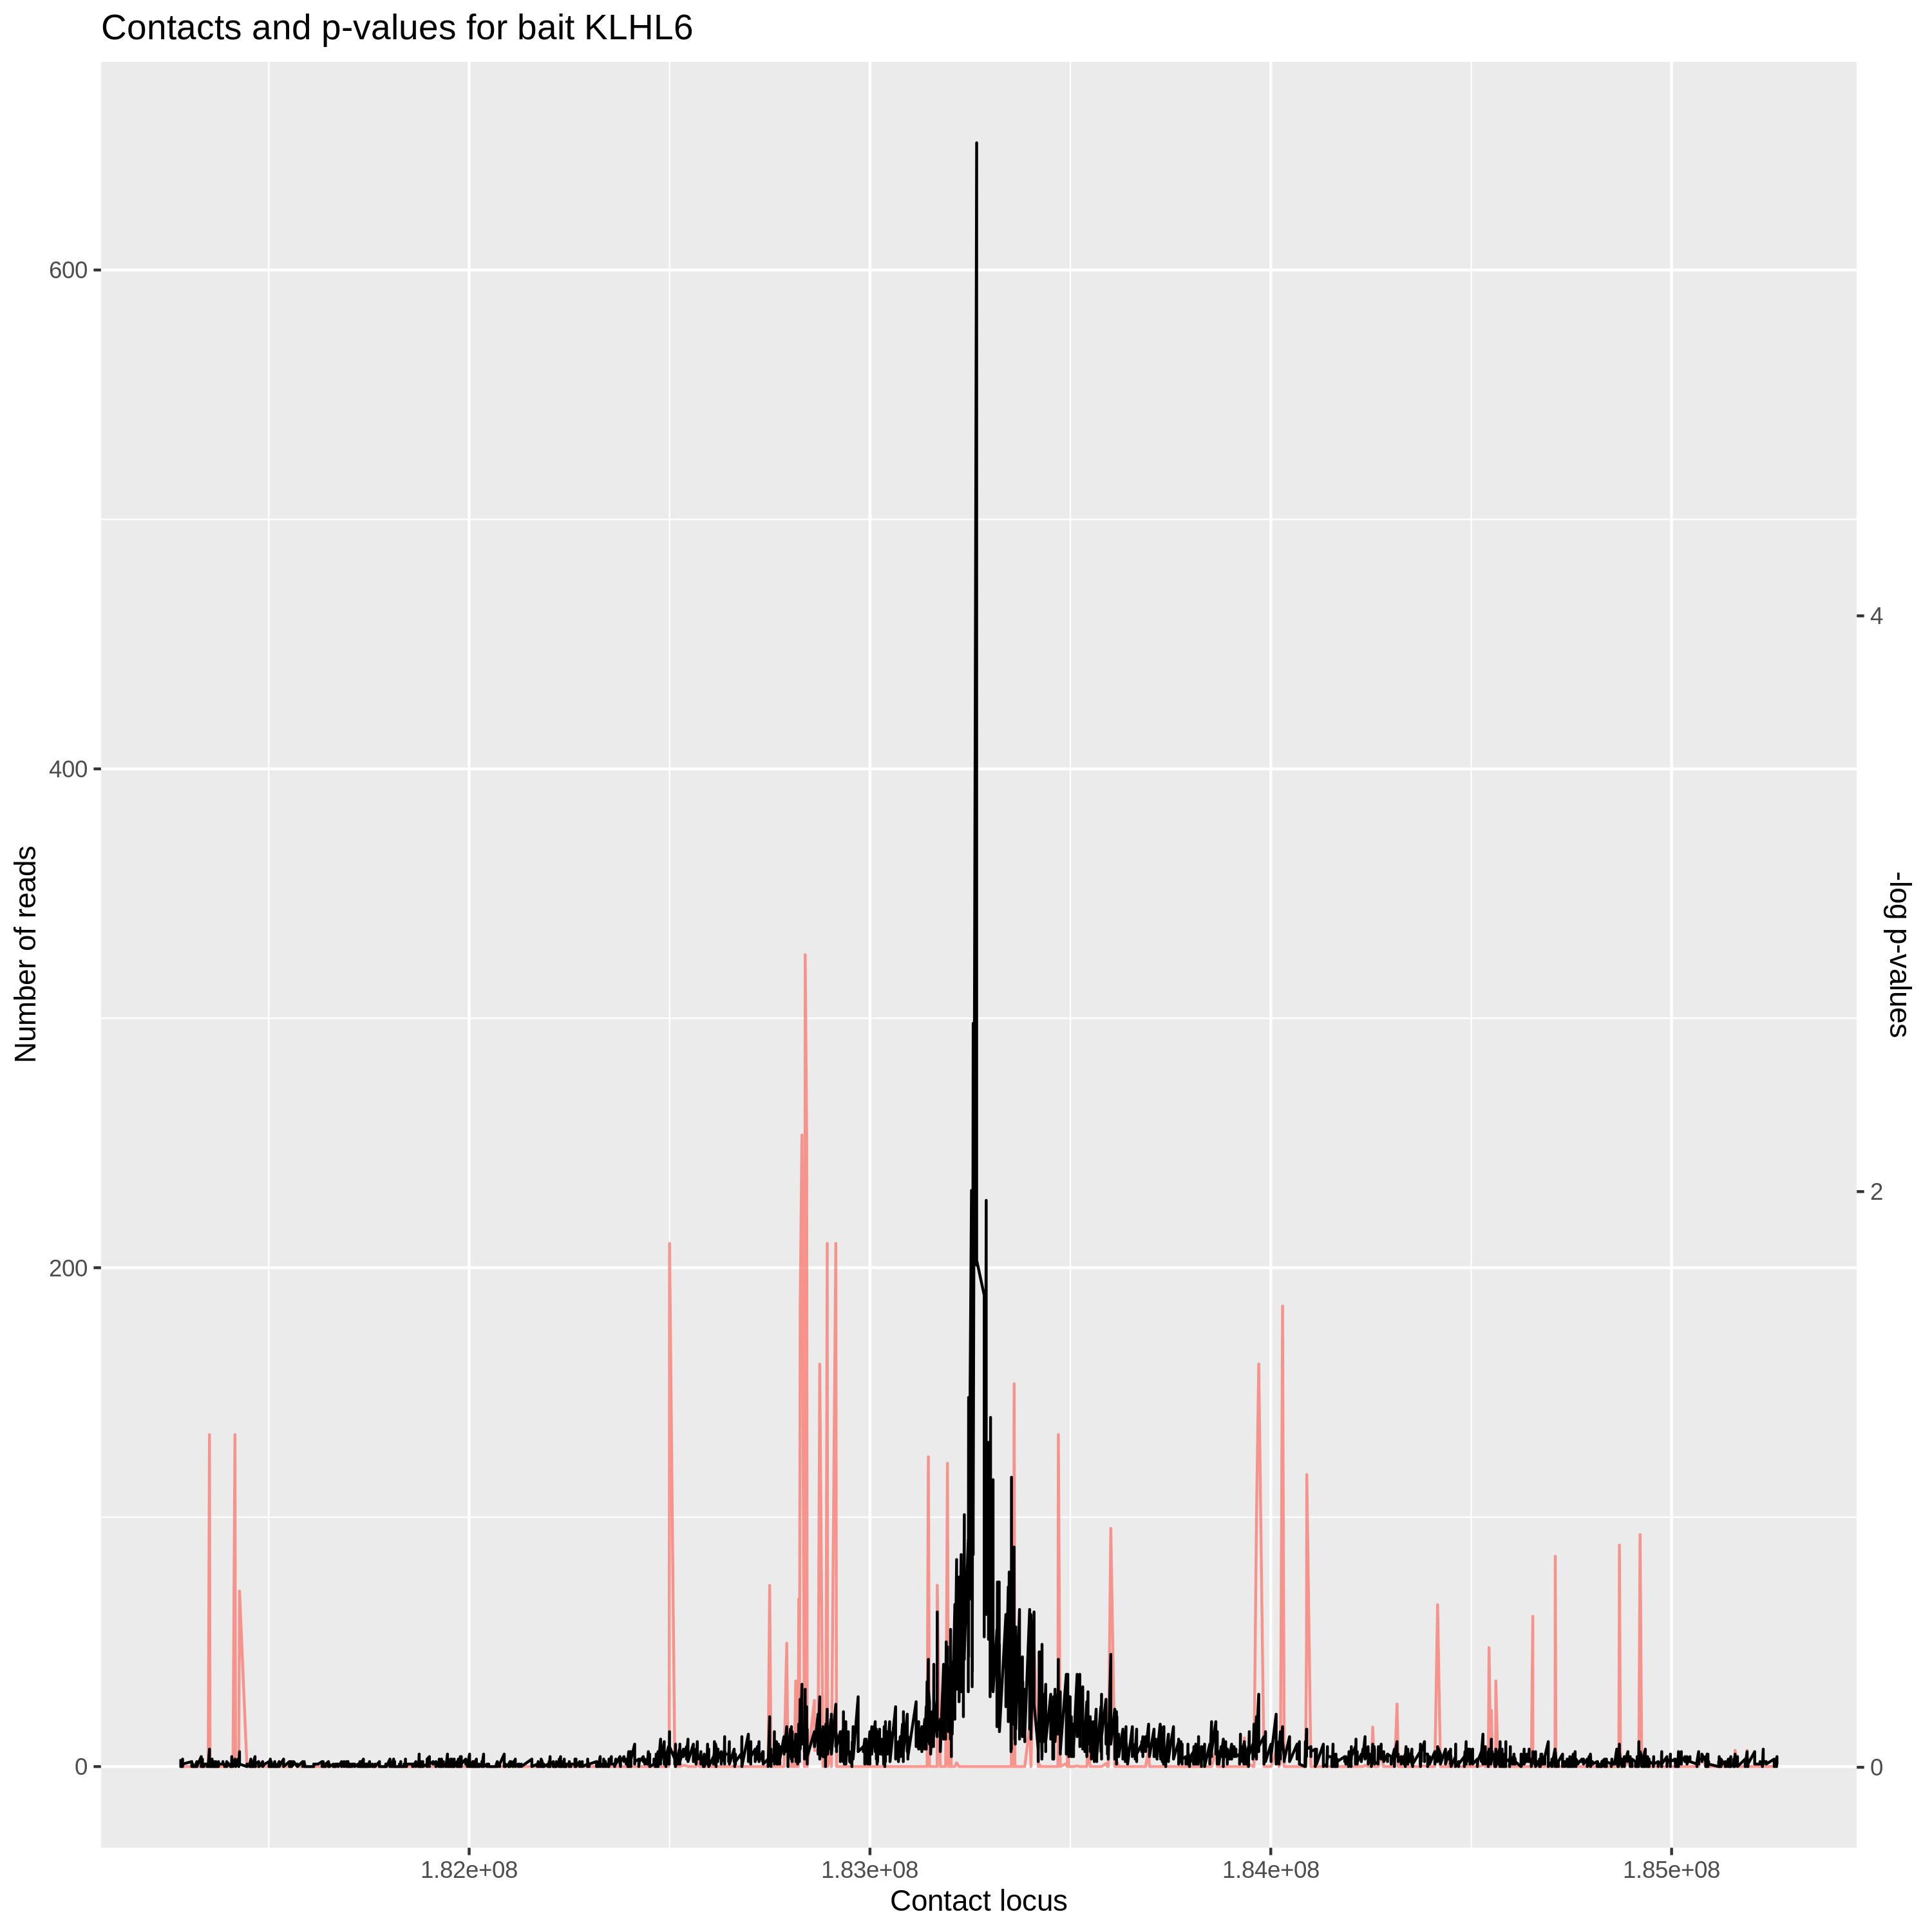 Contacts and p-values for bait KLHL6
Number of reads
600
400
200
0
-log p-values
4
2
0
1.82e+08
1.83e+08
1.84e+08
1.85e+08
Contact locus